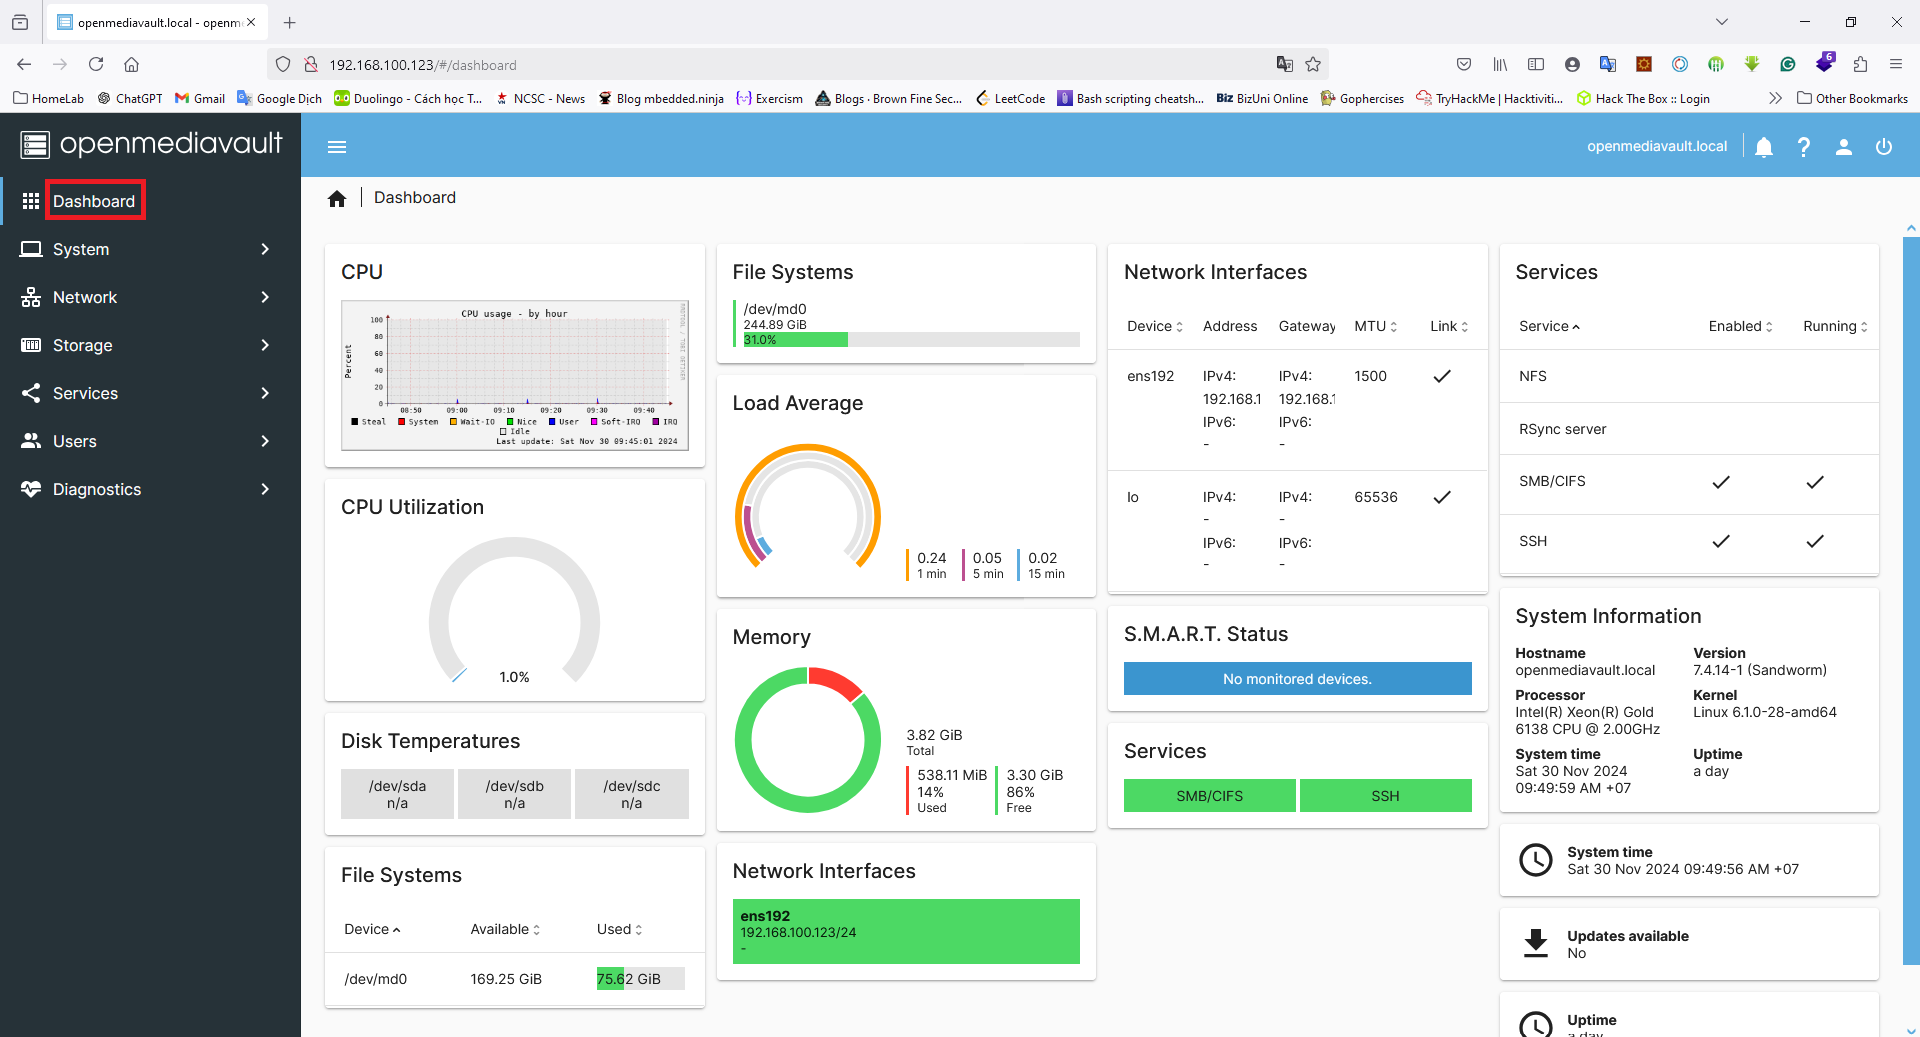 openmediavault.local - openm
192.168.100.123/#/dashboard
6
HomeLab
ChatGPT
Gmail
Google Dịch
Duolingo - Cách học T...
NCSC - News
Blog mbedded.ninja
Exercism
Blogs · Brown Fine Sec...
LeetCode
Bash scripting cheatsh...
Biz BizUni Online
Gophercises
TryHackMe | Hacktiviti...
Hack The Box :: Login
Other Bookmarks
openmediavault
openmediavault.local
Dashboard
System
Network
Storage
Services
Users
Diagnostics
Dashboard
CPU
CPU usage - by hour
RRDTOOL / TOBI OETIKER
Percent
100
80
60
40
20
0
08:50 09:00 09:10 09:20 09:30 09:40
Steal System Wait-IO Nice User Soft-IRQ IRQ
Idle
Last update: Sat Nov 30 09:45:01 2024
CPU Utilization
1.0%
Disk Temperatures
/dev/sda
n/a
/dev/sdb
n/a
/dev/sdc
n/a
File Systems
Device Available Used
/dev/md0 169.25 GiB 75.62 GiB
File Systems
/dev/md0
244.89 GiB
31.0%
Load Average
0.24
1 min
0.05
5 min
0.02
15 min
Memory
3.82 GiB
Total
538.11 MiB
14%
Used
3.30 GiB
86%
Free
Network Interfaces
ens192
192.168.100.123/24
-
Network Interfaces
Device Address Gateway MTU Link
ens192 IPv4: IPv4: 1500
192.168.1 192.168.1
IPv6: IPv6:
- -
lo IPv4: IPv4: 65536
- -
IPv6: IPv6:
- -
S.M.A.R.T. Status
No monitored devices.
Services
SMB/CIFS
SSH
Services
Service Enabled Running
NFS
RSync server
SMB/CIFS
SSH
System Information
Hostname
openmediavault.local
Version
7.4.14-1 (Sandworm)
Processor
Intel(R) Xeon(R) Gold
6138 CPU @ 2.00GHz
Kernel
Linux 6.1.0-28-amd64
System time
Sat 30 Nov 2024
09:49:59 AM +07
Uptime
a day
System time
Sat 30 Nov 2024 09:49:56 AM +07
Updates available
No
Uptime
a day